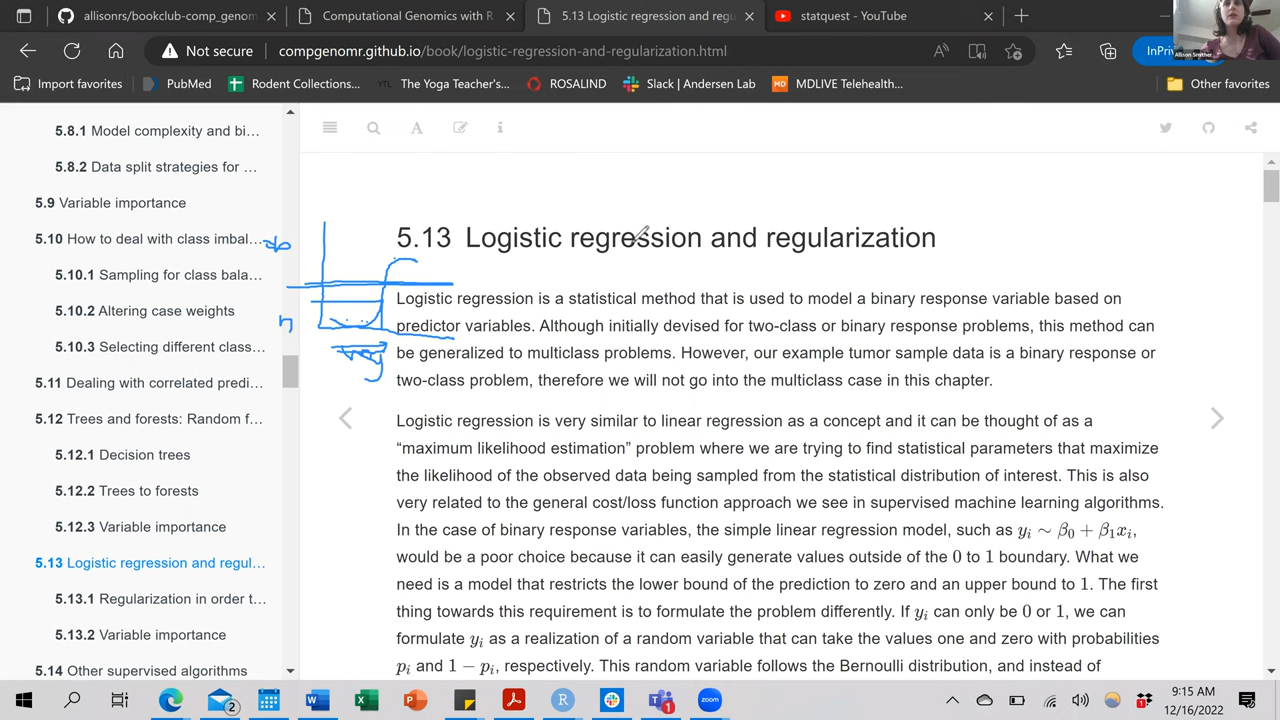 allisonrs/bookclub-comp_genom
Computational Genomics with R
5.13 Logistic regression and regu
statquest - YouTube
Not secure
compgenomr.github.io/book/logistic-regression-and-regularization.html
InPriv
Allison Smither
Import favorites
PubMed
Rodent Collections...
The Yoga Teacher's...
ROSALIND
Slack | Andersen Lab
MD
MDLIVE Telehealth...
Other favorites
5.8.1 Model complexity and bi...
5.8.2 Data split strategies for ...
5.9 Variable importance
5.10 How to deal with class imbal...
5.10.1 Sampling for class bala...
5.10.2 Altering case weights
5.10.3 Selecting different class...
5.11 Dealing with correlated predi...
5.12 Trees and forests: Random f...
5.12.1 Decision trees
5.12.2 Trees to forests
5.12.3 Variable importance
5.13 Logistic regression and regul...
5.13.1 Regularization in order t...
5.13.2 Variable importance
5.14 Other supervised algorithms
5.13 Logistic regression and regularization
Logistic regression is a statistical method that is used to model a binary response variable based on
predictor variables. Although initially devised for two-class or binary response problems, this method can
be generalized to multiclass problems. However, our example tumor sample data is a binary response or
two-class problem, therefore we will not go into the multiclass case in this chapter.
Logistic regression is very similar to linear regression as a concept and it can be thought of as a
“maximum likelihood estimation” problem where we are trying to find statistical parameters that maximize
the likelihood of the observed data being sampled from the statistical distribution of interest. This is also
very related to the general cost/loss function approach we see in supervised machine learning algorithms.
In the case of binary response variables, the simple linear regression model, such as yᵢ ∼ β₀ + β₁xᵢ,
would be a poor choice because it can easily generate values outside of the 0 to 1 boundary. What we
need is a model that restricts the lower bound of the prediction to zero and an upper bound to 1. The first
thing towards this requirement is to formulate the problem differently. If yᵢ can only be 0 or 1, we can
formulate yᵢ as a realization of a random variable that can take the values one and zero with probabilities
pᵢ and 1 − pᵢ, respectively. This random variable follows the Bernoulli distribution, and instead of
9:15 AM
12/16/2022